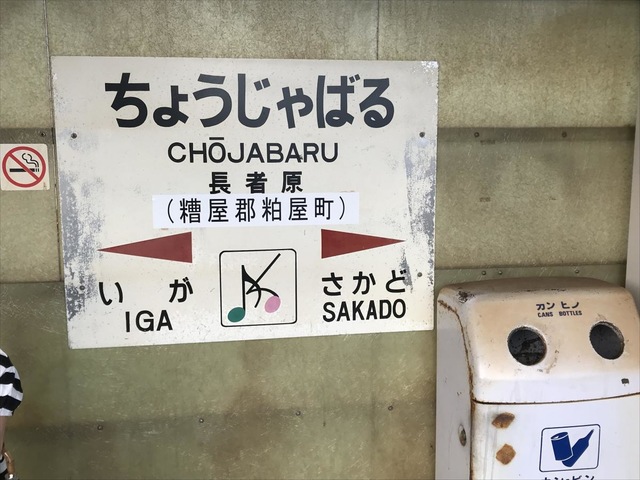 ちょうじゃばる
CHŌJABARU
長者原
(糟屋郡粕屋町)
いが
さかど
IGA
SAKADO
カン ビン
CANS BOTTLES